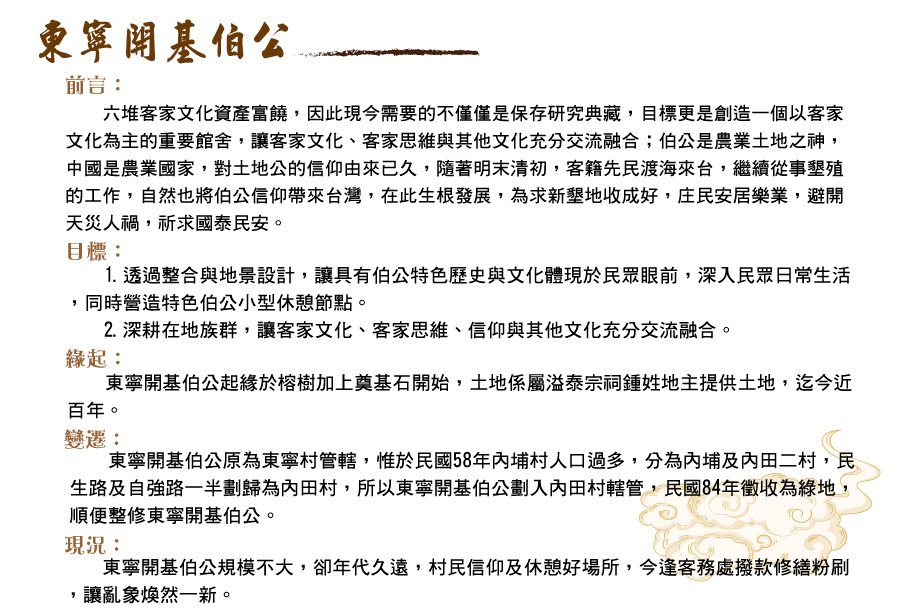 東寧開基伯公
前言：
六堆客家文化資產富饒，因此現今需要的不僅僅是保存研究典藏，目標更是創造一個以客家
文化為主的重要館舍，讓客家文化、客家思維與其他文化充分交流融合；伯公是農業土地之神，
中國是農業國家，對土地公的信仰由來已久，隨著明末清初，客籍先民渡海來台，繼續從事墾殖
的工作，自然也將伯公信仰帶來台灣，在此生根發展，為求新墾地收成好，庄民安居樂業，避開
天災人禍，祈求國泰民安。
目標：
1. 透過整合與地景設計，讓具有伯公特色歷史與文化體現於民眾眼前，深入民眾日常生活
，同時營造特色伯公小型休憩節點。
2. 深耕在地族群，讓客家文化、客家思維、信仰與其他文化充分交流融合。
緣起：
東寧開基伯公起緣於榕樹加上奠基石開始，土地係屬溢泰宗祠鍾姓地主提供土地，迄今近
百年。
變遷：
東寧開基伯公原為東寧村管轄，惟於民國58年內埔村人口過多，分為內埔及內田二村，民
生路及自強路一半劃歸為內田村，所以東寧開基伯公劃入內田村轄管，民國84年徵收為綠地，
順便整修東寧開基伯公。
現況：
東寧開基伯公規模不大，卻年代久遠，村民信仰及休憩好場所，今逢客務處撥款修繕粉刷
，讓亂象煥然一新。